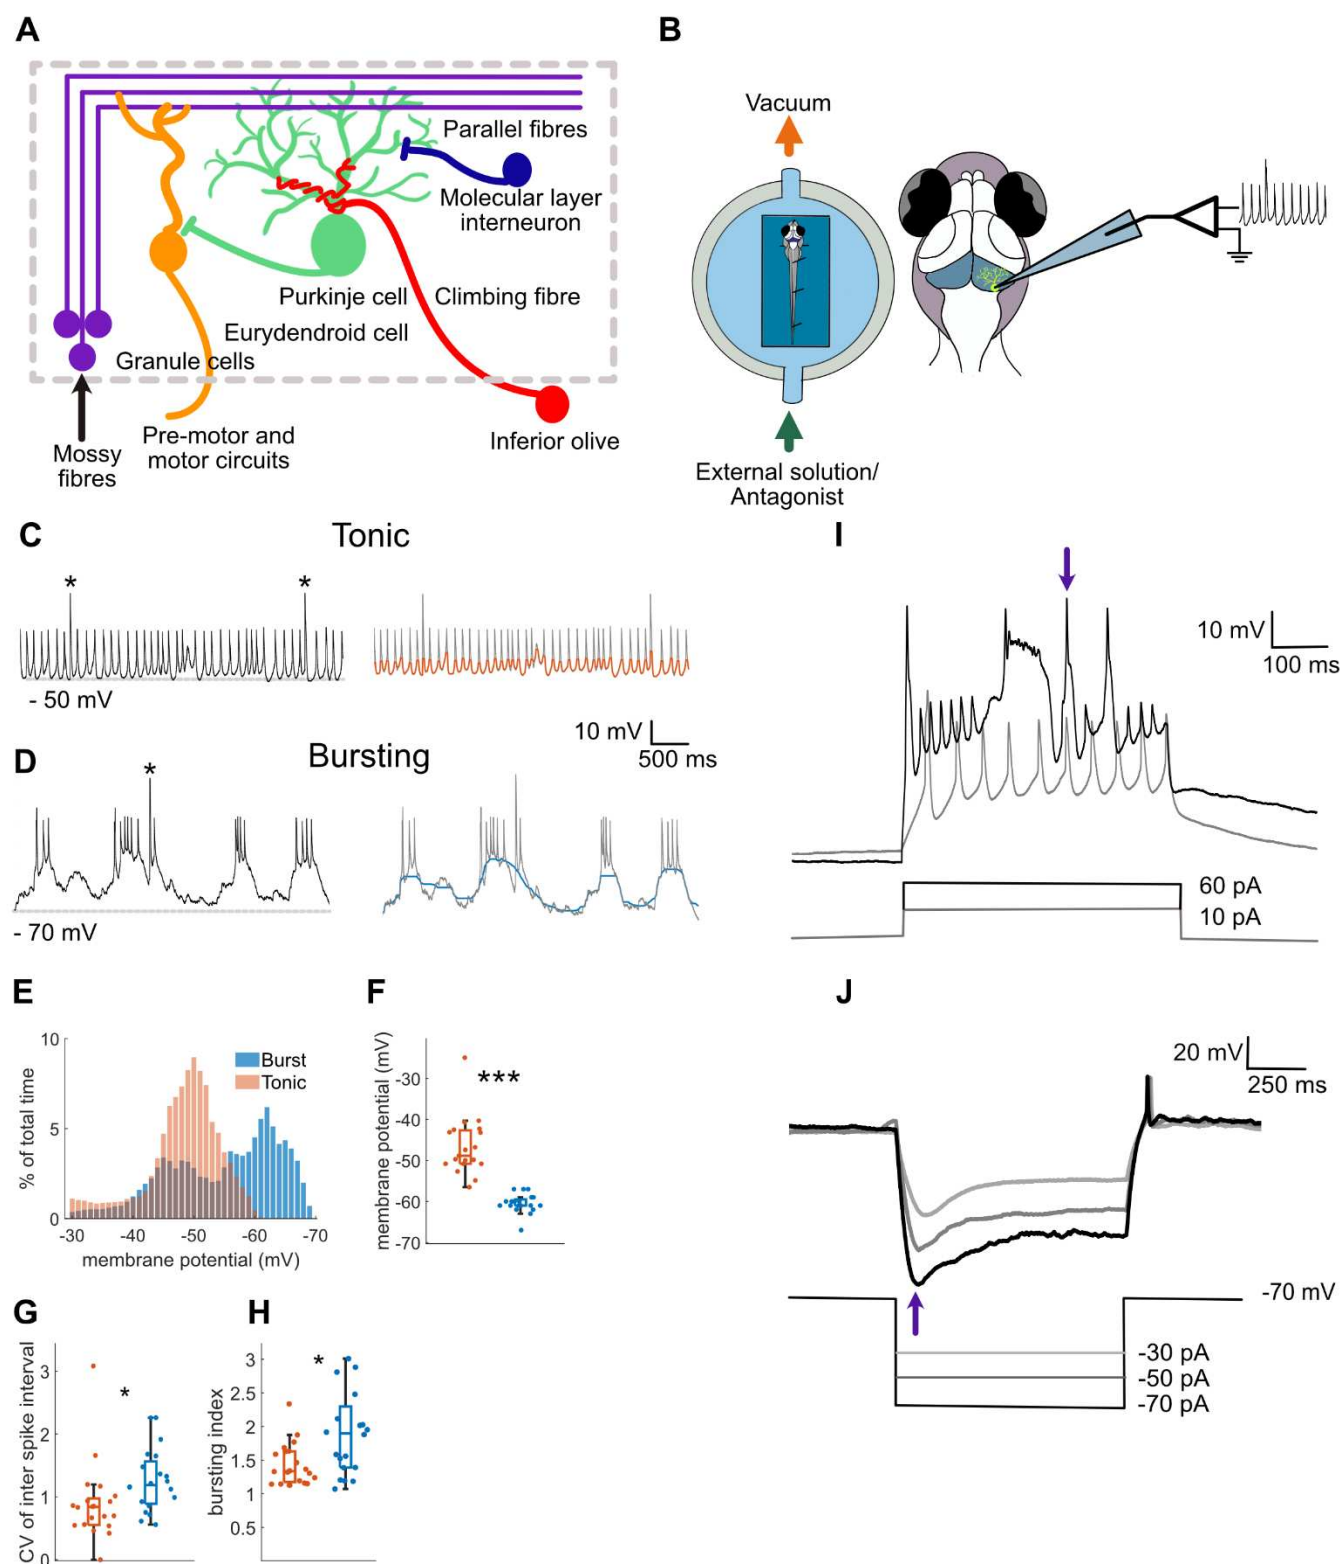 A
Parallel fibres
Molecular layer
interneuron
Purkinje cell
Climbing fibre
Eurydendroid cell
Granule cells
Mossy
fibres
Pre-motor and
motor circuits
Inferior olive
B
Vacuum
External solution/
Antagonist
C
Tonic
*
*
- 50 mV
10 mV
500 ms
D
Bursting
*
- 70 mV
E
10
5
0
% of total time
Burst
Tonic
-30
-40
-50
-60
-70
membrane potential (mV)
F
membrane potential (mV)
-30
-40
-50
-60
-70
***
G
CV of inter spike interval
3
2
1
0
*
H
bursting index
3
2.5
2
1.5
1
0.5
*
I
10 mV
100 ms
60 pA
10 pA
J
20 mV
250 ms
-70 mV
-30 pA
-50 pA
-70 pA